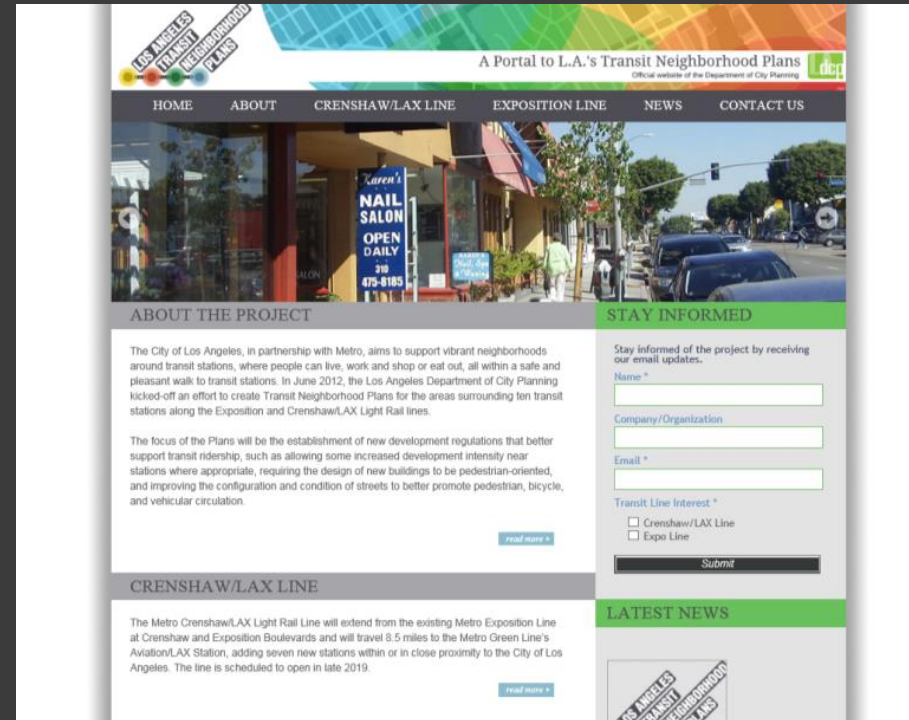 LOS ANGELES
TRANSIT
NEIGHBORHOOD
PLANS
A Portal to L.A.'s Transit Neighborhood Plans
Official website of the Department of City Planning
dcp
HOME ABOUT CRENSHAW/LAX LINE EXPOSITION LINE NEWS CONTACT US
Karen's
NAIL
SALON
OPEN
DAILY
310
475-8185
SALON
ABOUT THE PROJECT
The City of Los Angeles, in partnership with Metro, aims to support vibrant neighborhoods
around transit stations, where people can live, work and shop or eat out, all within a safe and
pleasant walk to transit stations. In June 2012, the Los Angeles Department of City Planning
kicked-off an effort to create Transit Neighborhood Plans for the areas surrounding ten transit
stations along the Exposition and Crenshaw/LAX Light Rail lines.
The focus of the Plans will be the establishment of new development regulations that better
support transit ridership, such as allowing some increased development intensity near
stations where appropriate, requiring the design of new buildings to be pedestrian-oriented,
and improving the configuration and condition of streets to better promote pedestrian, bicycle,
and vehicular circulation.
read more »
CRENSHAW/LAX LINE
The Metro Crenshaw/LAX Light Rail Line will extend from the existing Metro Exposition Line
at Crenshaw and Exposition Boulevards and will travel 8.5 miles to the Metro Green Line's
Aviation/LAX Station, adding seven new stations within or in close proximity to the City of Los
Angeles. The line is scheduled to open in late 2019.
read more »
STAY INFORMED
Stay informed of the project by receiving
our email updates.
Name *
Company/Organization
Email *
Transit Line Interest *
Crenshaw/LAX Line
Expo Line
Submit
LATEST NEWS
LOS ANGELES
TRANSIT
NEIGHBORHOOD
PLANS